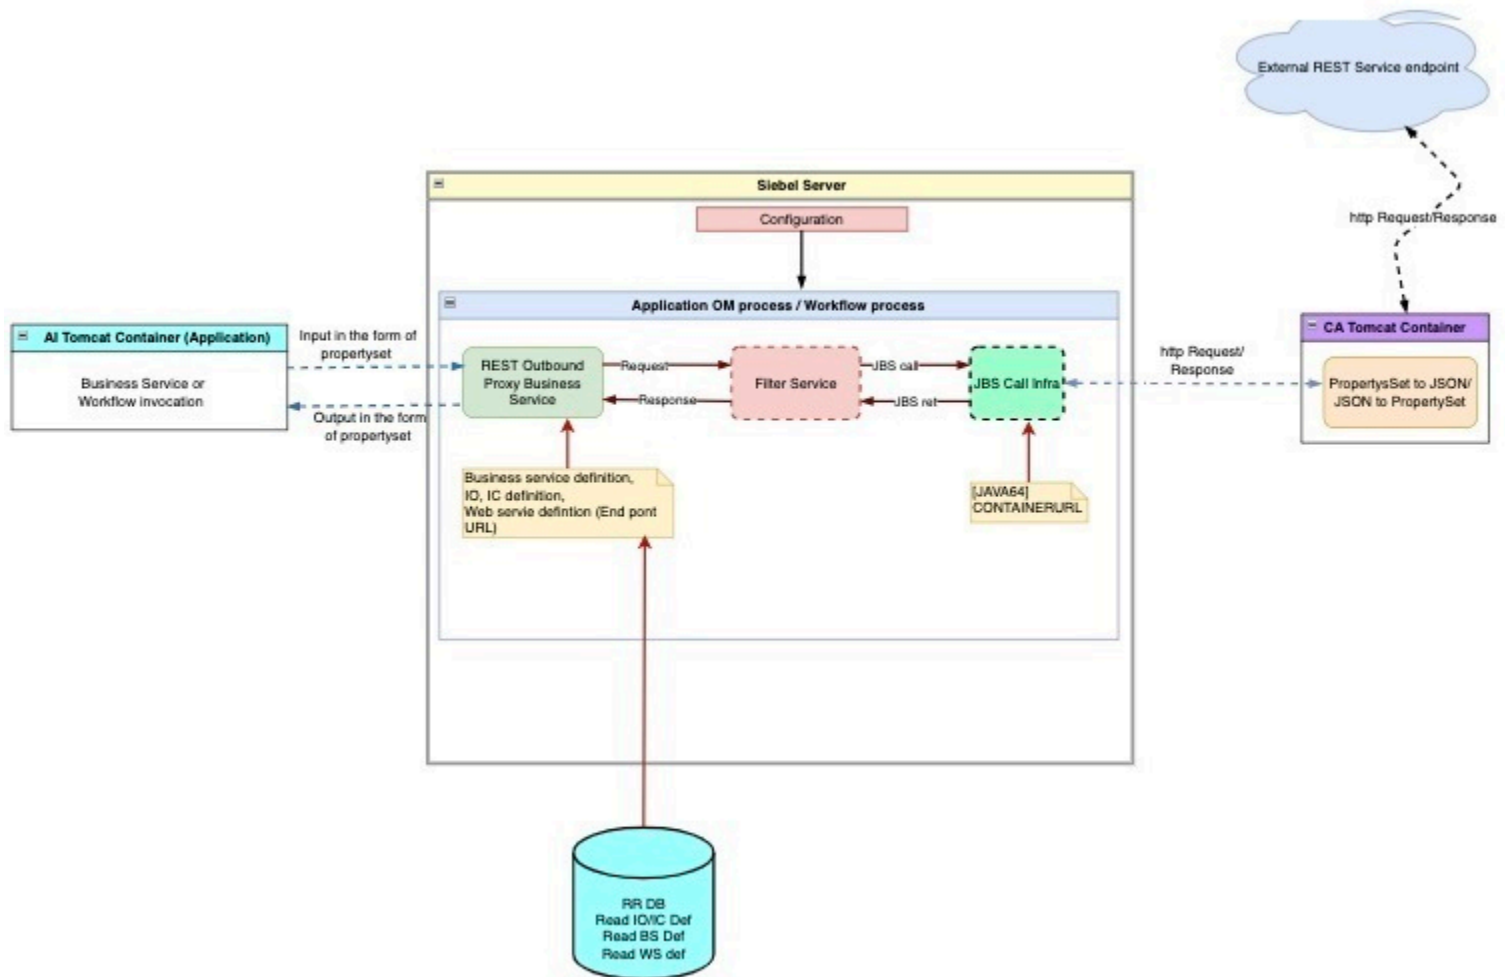 External REST Service endpoint
http Request/Response
Siebel Server
Configuration
Application OM process / Workflow process
AI Tomcat Container (Application)
Business Service or
Workflow invocation
Input in the form of
propertyset
Output in the form
of propertyset
REST Outbound
Proxy Business
Service
Request
Response
Filter Service
JBS call
JBS ret
JBS Call Infra
http Request/
Response
CA Tomcat Container
PropertysSet to JSON/
JSON to PropertySet
Business service definition,
IO, IC definition,
Web servie defintion (End pont
URL)
[JAVA64]
CONTAINERURL
RR DB
Read IO/IC Def
Read BS Def
Read WS def